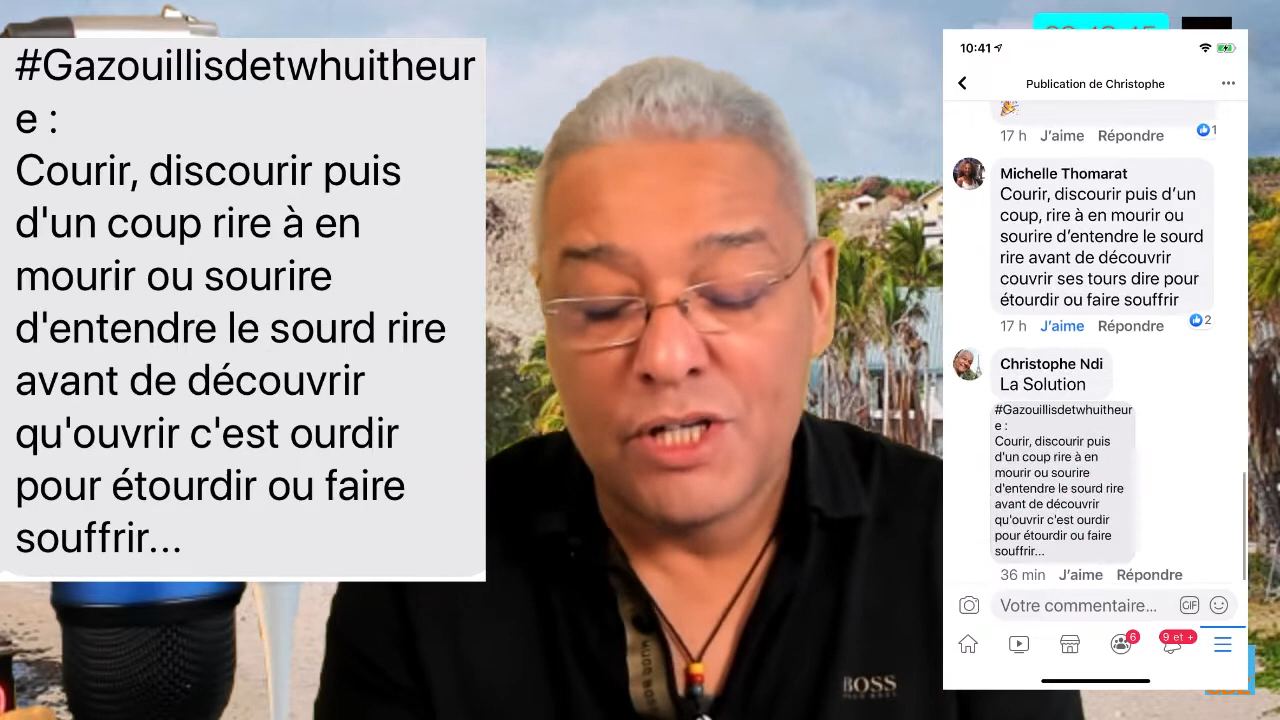 #Gazouillisdetwhuitheur
e :
Courir, discourir puis
d'un coup rire à en
mourir ou sourire
d'entendre le sourd rire
avant de découvrir
qu'ouvrir c'est ourdir
pour étourdir ou faire
souffrir...
BOSS
10:41
Publication de Christophe
17 h J'aime Répondre 1
Michelle Thomarat
Courir, discourir puis d'un
coup, rire à en mourir ou
sourire d'entendre le sourd
rire avant de découvrir
couvrir ses tours dire pour
étourdir ou faire souffrir
17 h J'aime Répondre 2
Christophe Ndi
La Solution
#Gazouillisdetwhuitheur
e :
Courir, discourir puis
d'un coup rire à en
mourir ou sourire
d'entendre le sourd rire
avant de découvrir
qu'ouvrir c'est ourdir
pour étourdir ou faire
souffrir...
36 min J'aime Répondre
Votre commentaire... GIF
6 9 et +